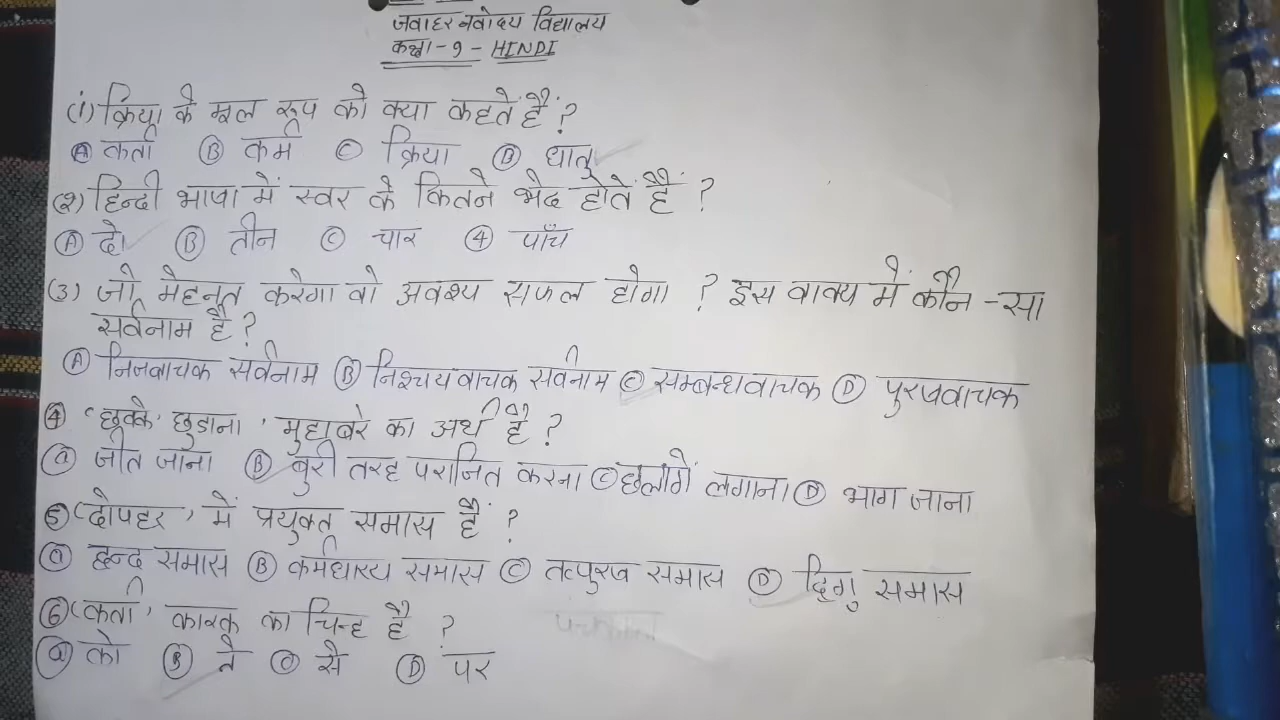 जवाहर नवोदय विद्यालय
कक्षा - 9 - HINDI
(1) क्रिया के मूल रूप को क्या कहते हैं ?
Ⓐ कर्ता Ⓑ कर्म Ⓒ क्रिया Ⓓ धातु
(2) हिन्दी भाषा में स्वर के कितने भेद होते हैं ?
Ⓐ दो Ⓑ तीन Ⓒ चार ④ पाँच
(3) जो मेहनत करेगा वो अवश्य सफल होगा ? इस वाक्य में कौन -सा
सर्वनाम है ?
Ⓐ निजवाचक सर्वनाम Ⓑ निश्चयवाचक सर्वनाम Ⓒ सम्बन्धवाचक Ⓓ पुरुषवाचक
④ 'छक्के' छुड़ाना ' मुहावरे का अर्थ है ?
ⓐ जीत जाना Ⓑ बुरी तरह पराजित करना Ⓒ छलाँगें लगाना Ⓓ भाग जाना
⑤ 'दोपहर' में प्रयुक्त समास हैं ?
ⓐ द्वन्द समास Ⓑ कर्मधारय समास Ⓒ तत्पुरुष समास Ⓓ द्विगु समास
⑥ 'कर्ता' कारक का चिन्ह है ?
ⓐ को Ⓑ ने Ⓒ से Ⓓ पर